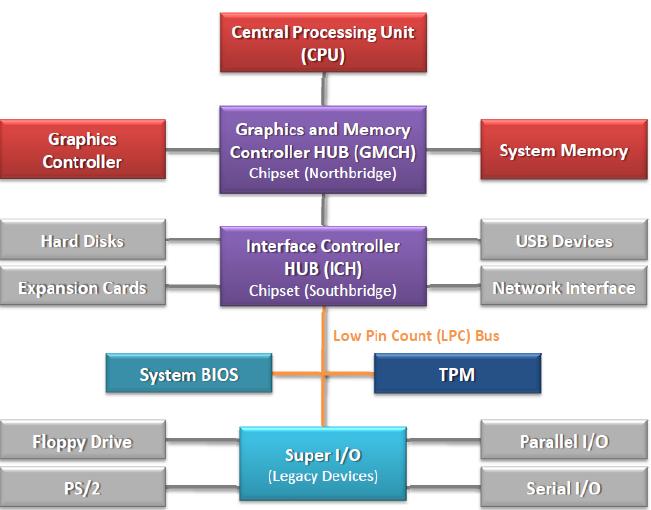 Central Processing Unit
(CPU)
Graphics
Controller
Graphics and Memory
Controller HUB (GMCH)
Chipset (Northbridge)
System Memory
Hard Disks
Expansion Cards
Interface Controller
HUB (ICH)
Chipset (Southbridge)
USB Devices
Network Interface
Low Pin Count (LPC) Bus
System BIOS
TPM
Floppy Drive
PS/2
Super I/O
(Legacy Devices)
Parallel I/O
Serial I/O